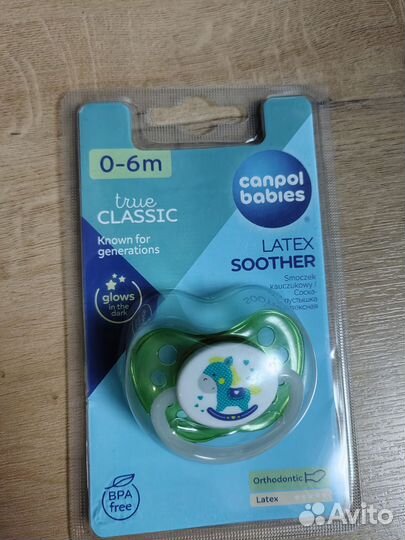 0-6m
canpol
babies
true
CLASSIC
Known for
generations
glows
in the
dark
LATEX
SOOTHER
Smoczek
kauczukowy /
Соска-
BPA
free
Orthodontic
Latex
Avito